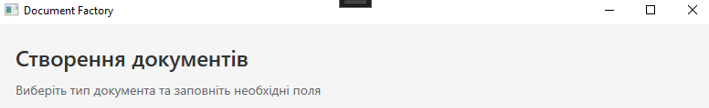 Document Factory
Створення документів
Виберіть тип документа та заповніть необхідні поля